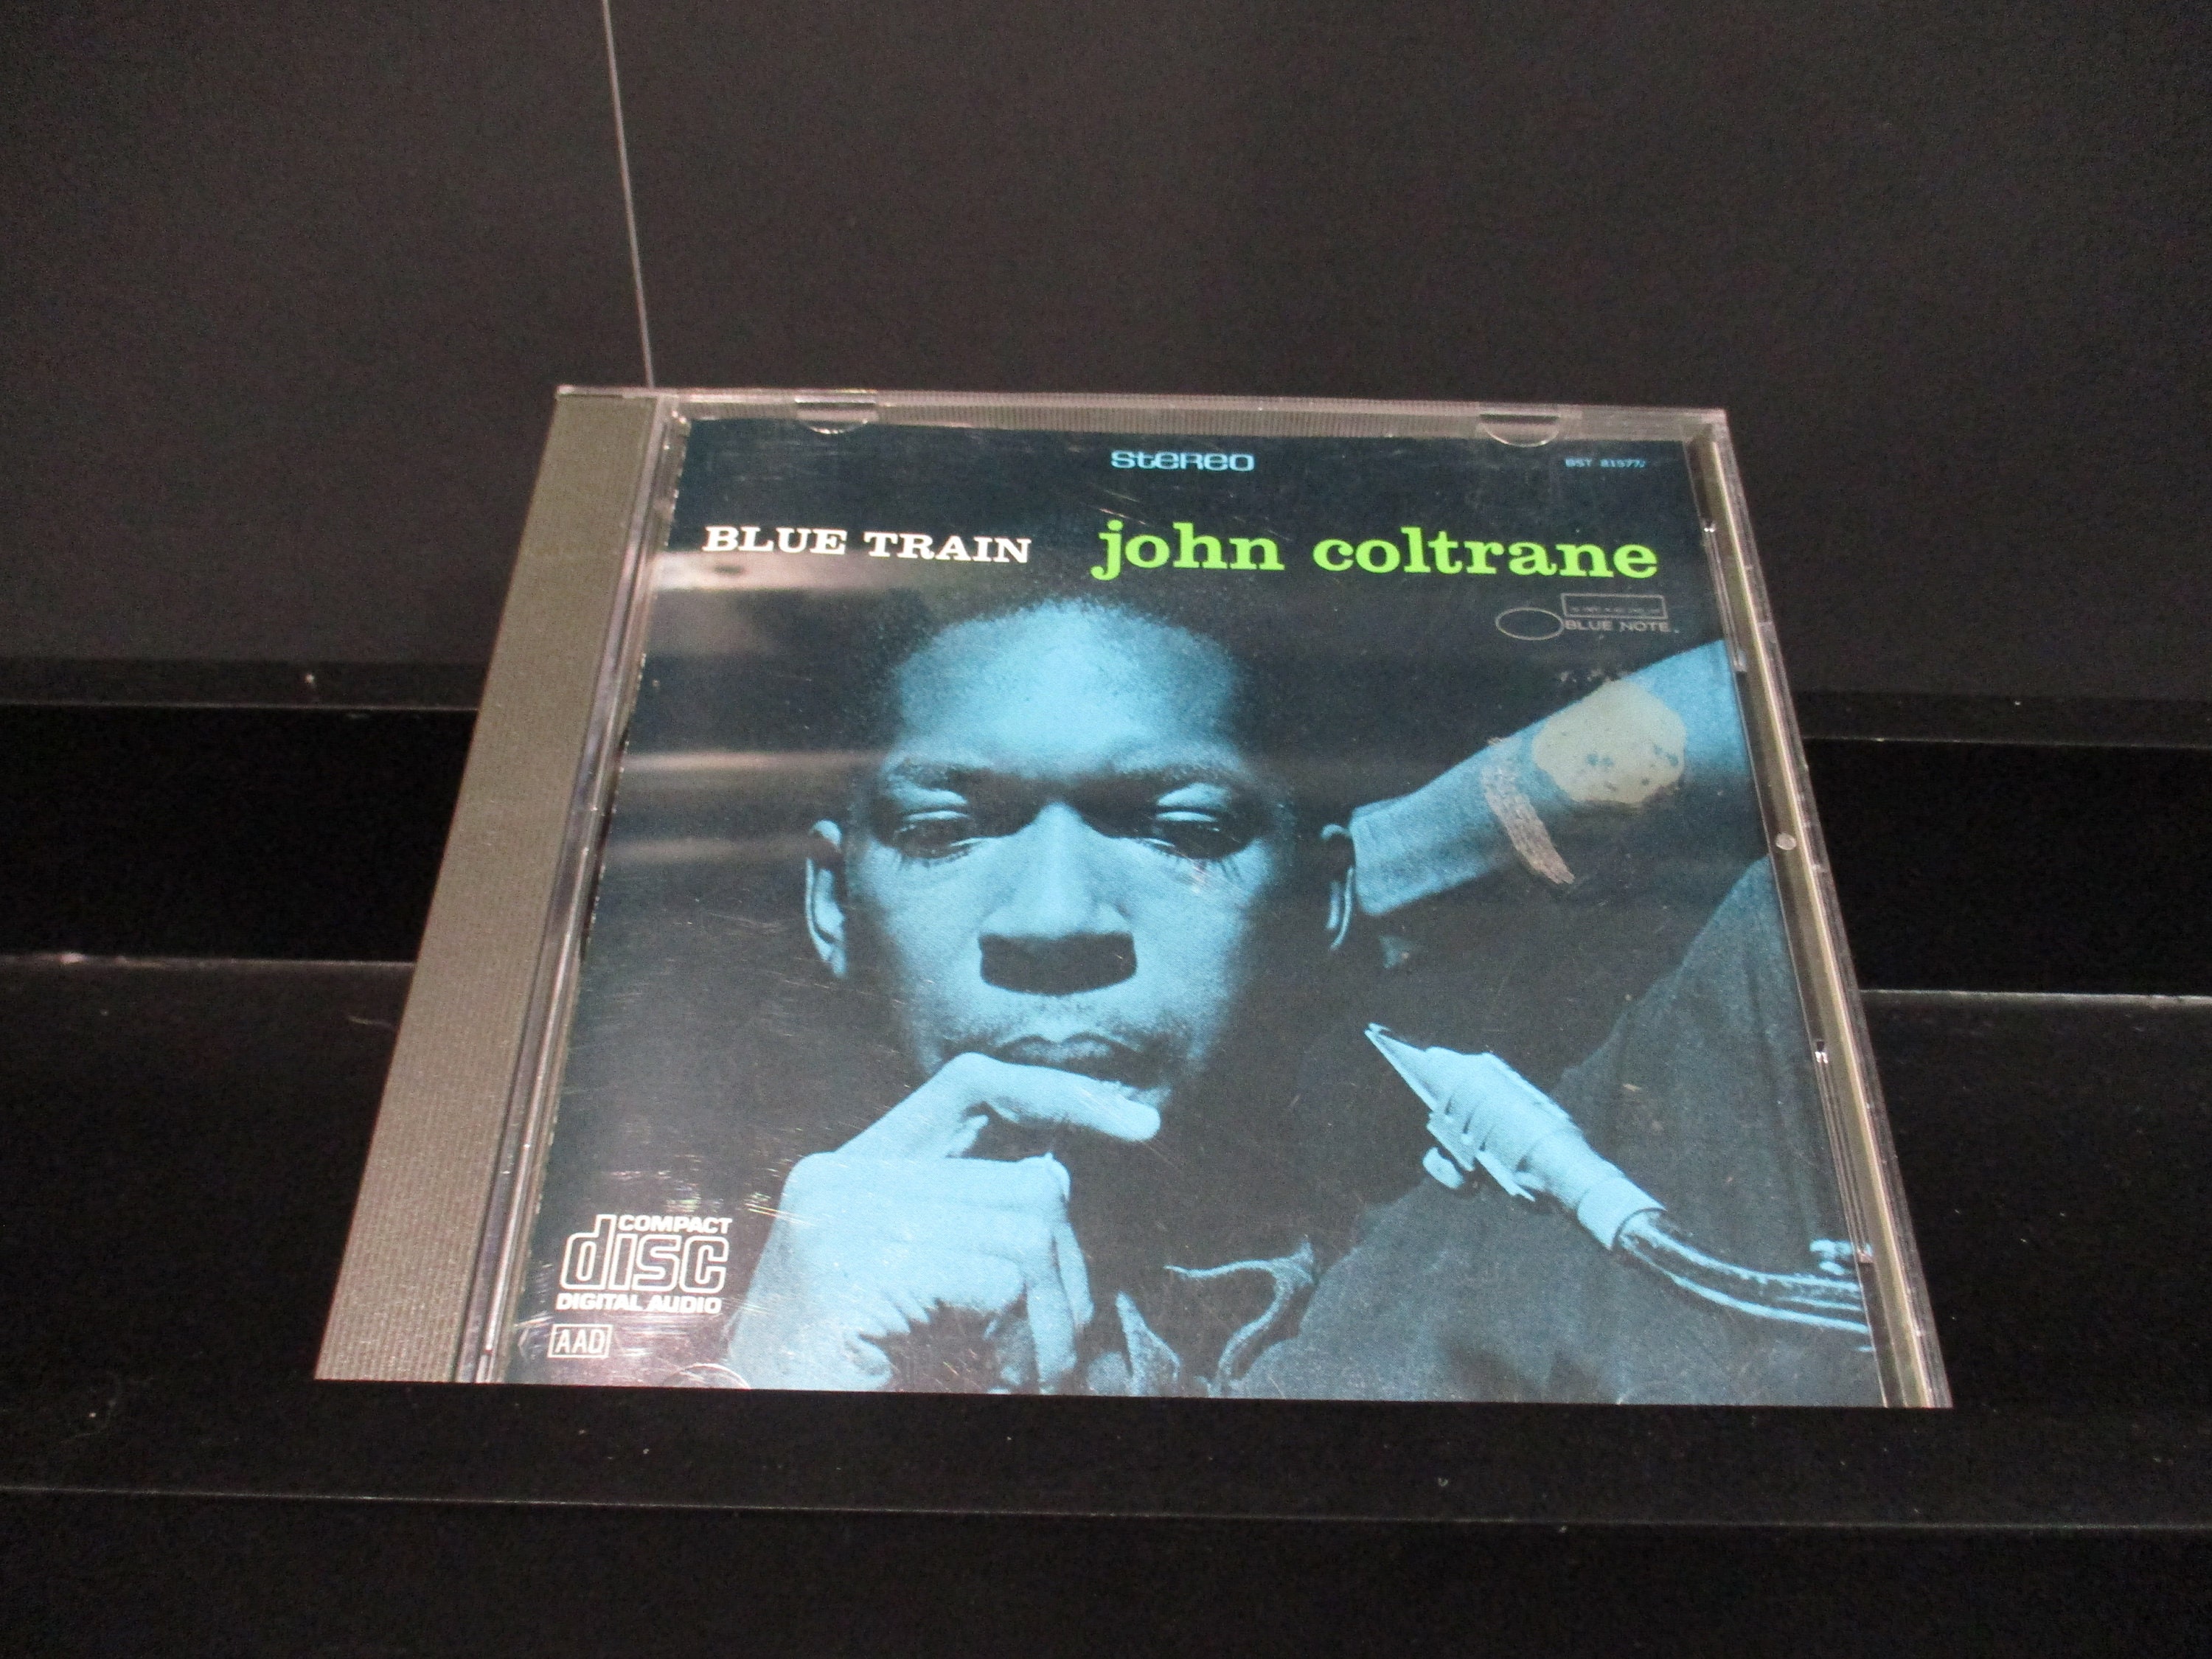 stereo
BST 81577
BLUE TRAIN john coltrane
BLUE NOTE
COMPACT
disc
DIGITAL AUDIO
AAD